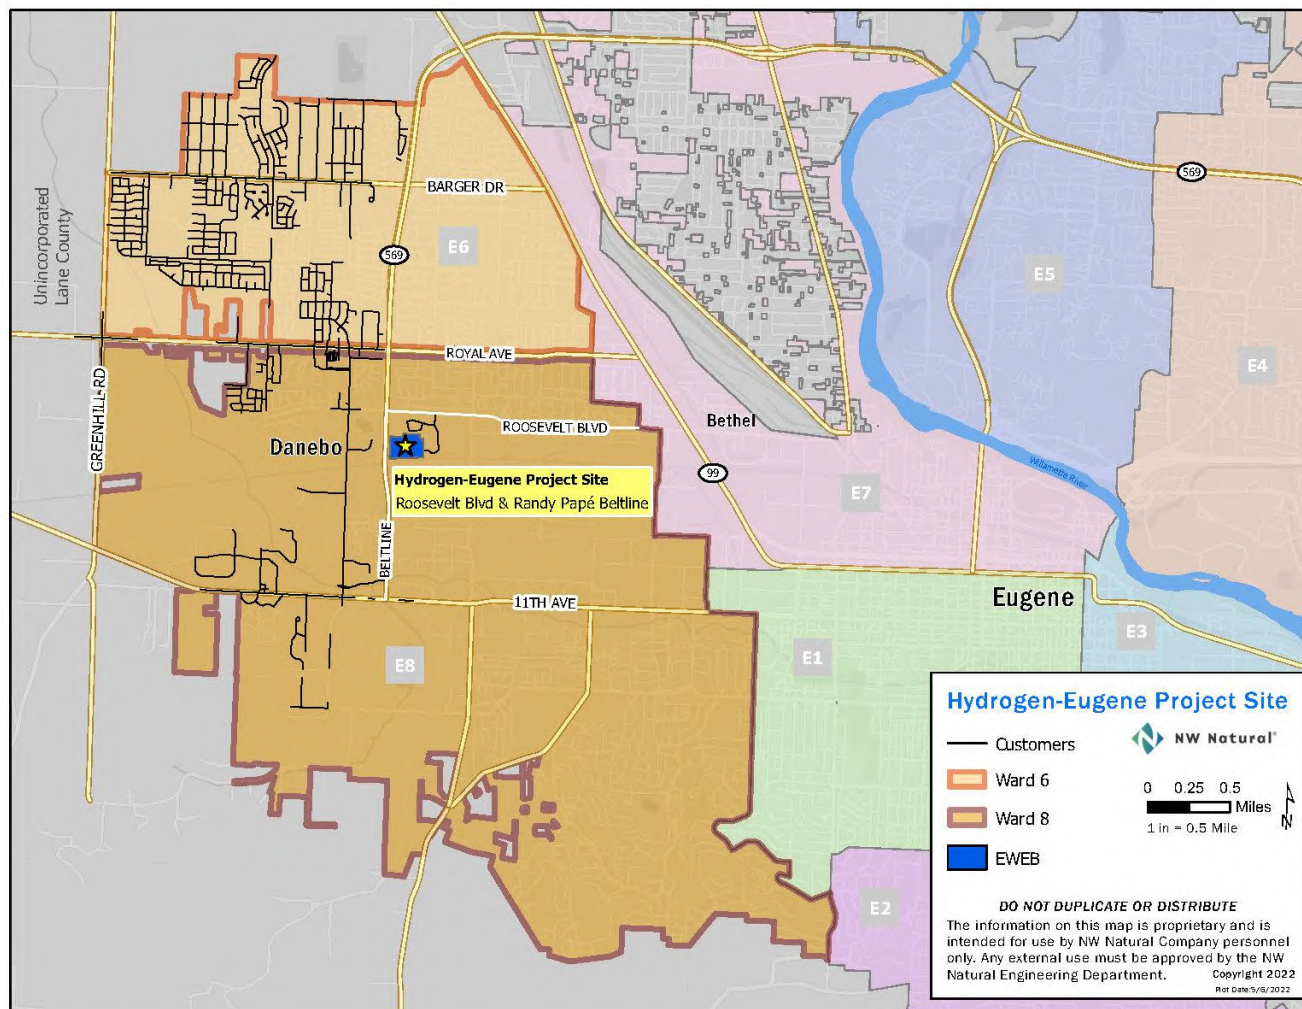 569
BARGER DR
E6
569
E5
Unincorporated
Lane County
E4
ROYAL AVE
GREENHILL RD
Bethel
ROOSEVELT BLVD
Danebo
Willamette River
99
Hydrogen-Eugene Project Site
Roosevelt Blvd & Randy Papé Beltline
E7
BELTLINE
11TH AVE
Eugene
E3
E1
E8
E2
Hydrogen-Eugene Project Site
NW Natural®
Customers
Ward 6
Ward 8
EWEB
0 0.25 0.5
Miles
1 in = 0.5 Mile
N
DO NOT DUPLICATE OR DISTRIBUTE
The information on this map is proprietary and is
intended for use by NW Natural Company personnel
only. Any external use must be approved by the NW
Natural Engineering Department.
Copyright 2022
Plot Date:5/6/2022